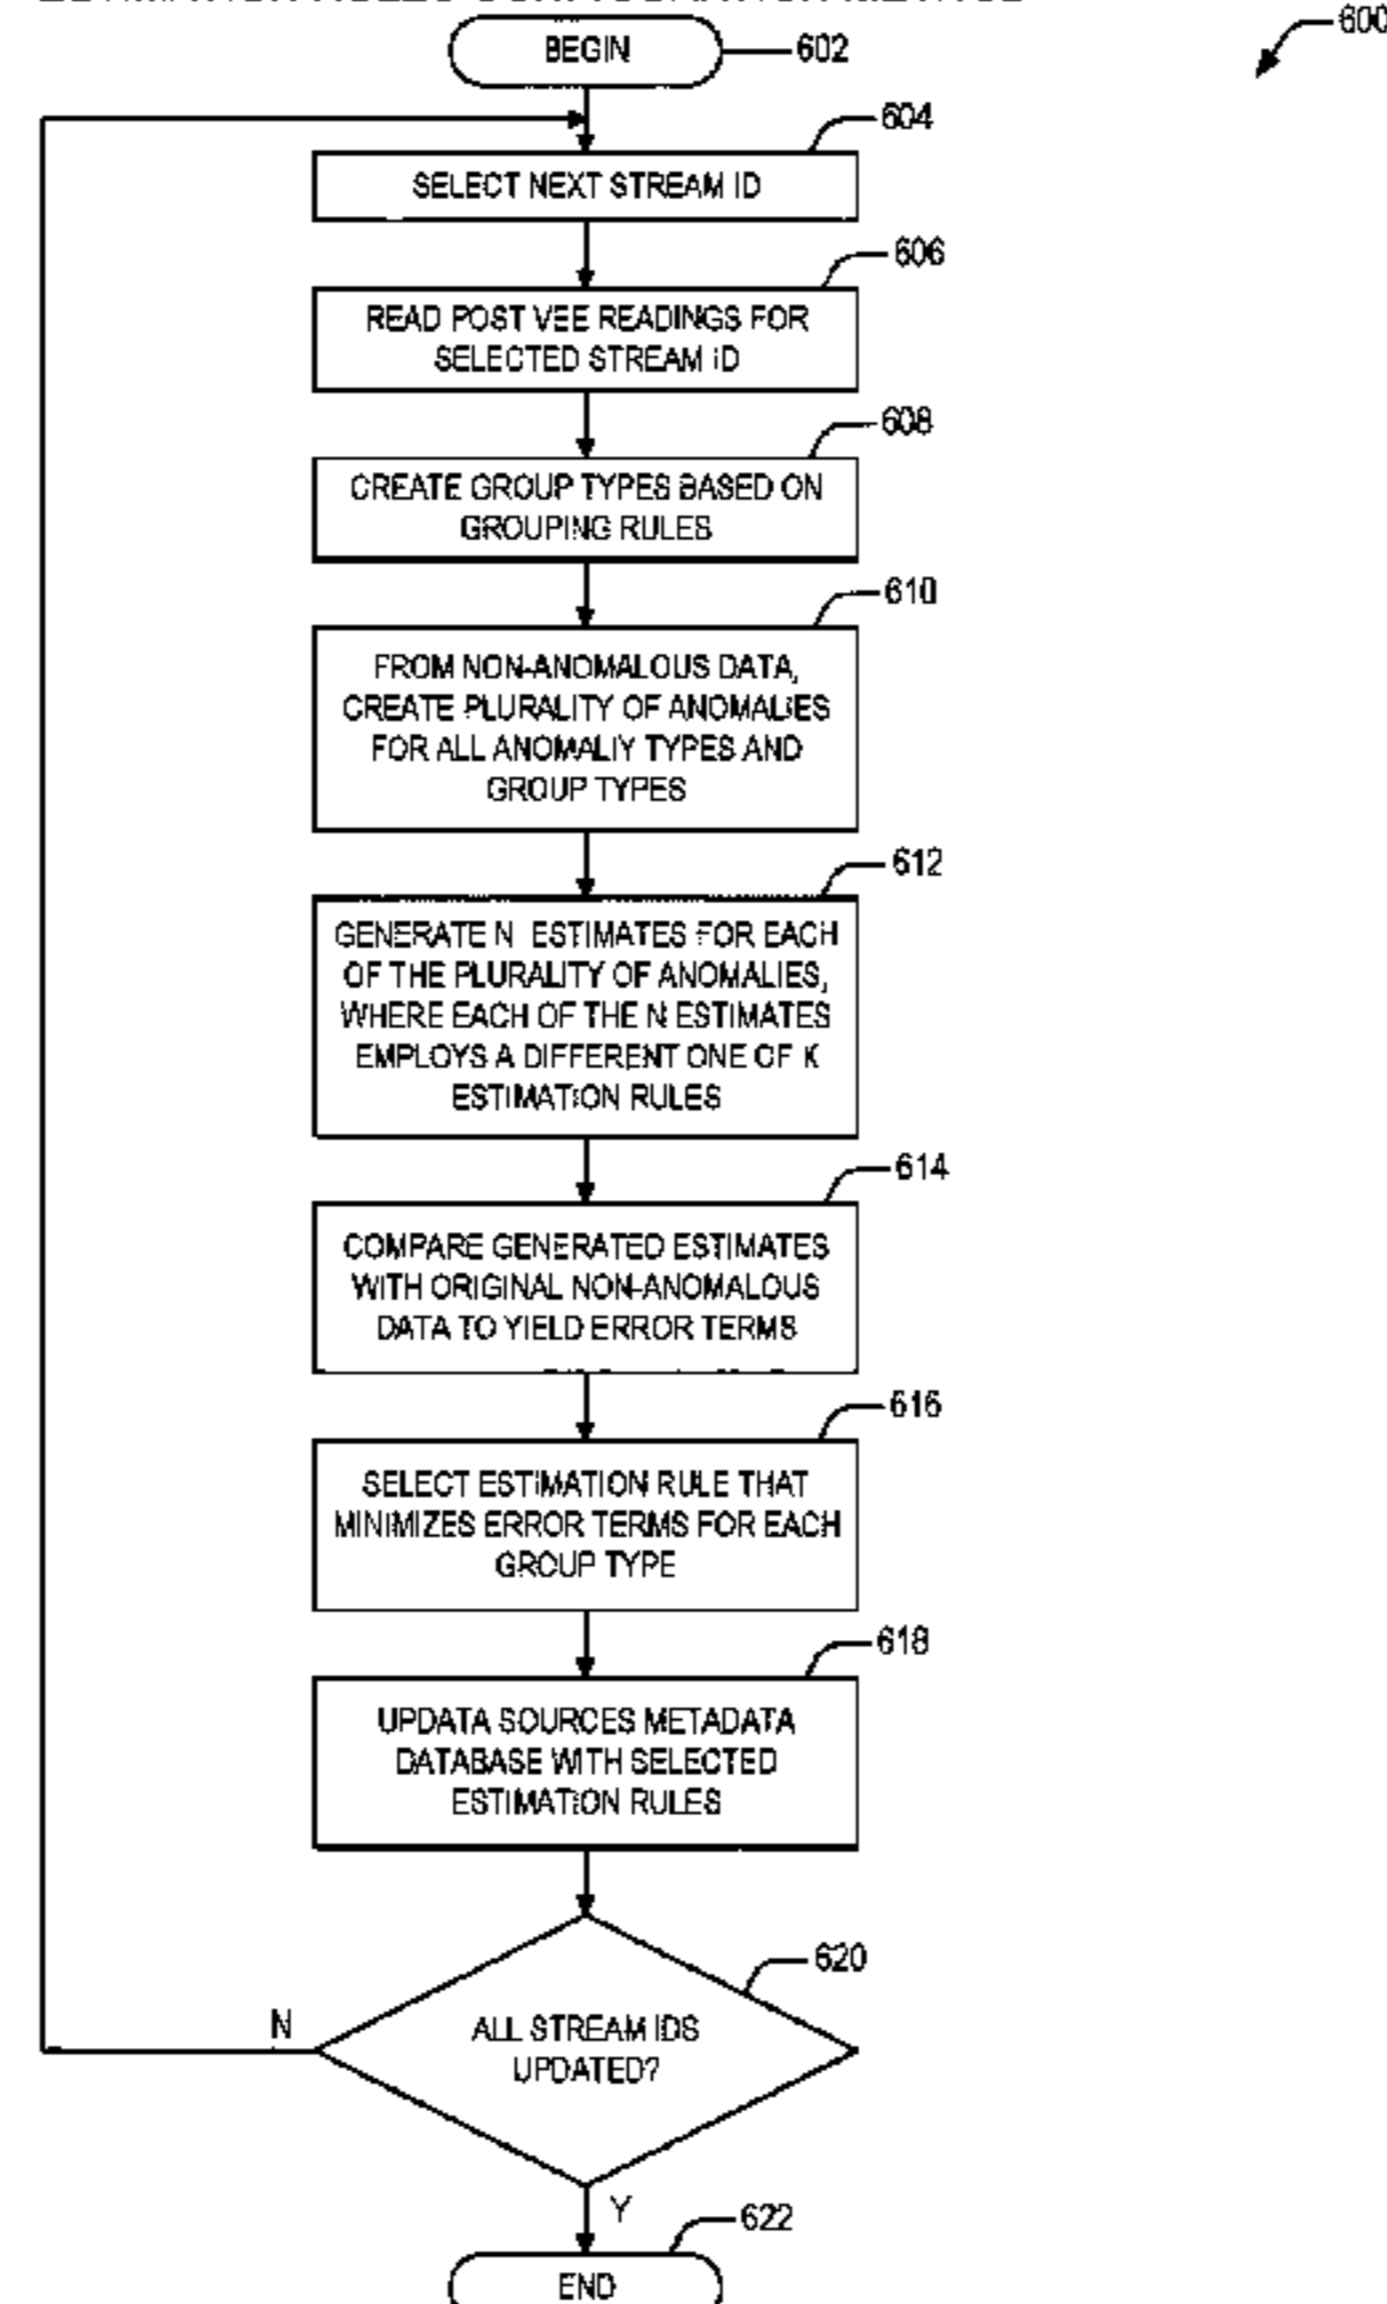 600
BEGIN
602
604
SELECT NEXT STREAM ID
606
READ POST VEE READINGS FOR
SELECTED STREAM ID
608
CREATE GROUP TYPES BASED ON
GROUPING RULES
610
FROM NON-ANOMALOUS DATA,
CREATE PLURALITY OF ANOMALIES
FOR ALL ANOMALIY TYPES AND
GROUP TYPES
612
GENERATE N ESTIMATES FOR EACH
OF THE PLURALITY OF ANOMALIES,
WHERE EACH OF THE N ESTIMATES
EMPLOYS A DIFFERENT ONE OF K
ESTIMATION RULES
614
COMPARE GENERATED ESTIMATES
WITH ORIGINAL NON-ANOMALOUS
DATA TO YIELD ERROR TERMS
616
SELECT ESTIMATION RULE THAT
MINIMIZES ERROR TERMS FOR EACH
GROUP TYPE
618
UPDATA SOURCES METADATA
DATABASE WITH SELECTED
ESTIMATION RULES
620
N
ALL STREAM IDS
UPDATED?
Y
622
END